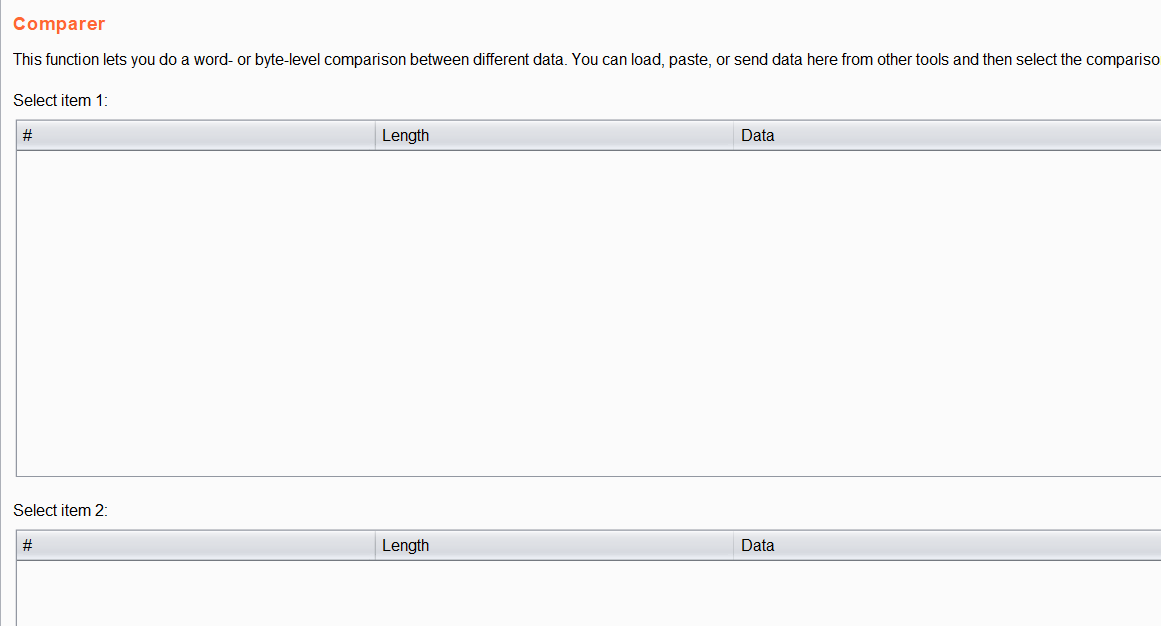 Comparer
This function lets you do a word- or byte-level comparison between different data. You can load, paste, or send data here from other tools and then select the compariso
Select item 1:
# Length Data
Select item 2:
# Length Data